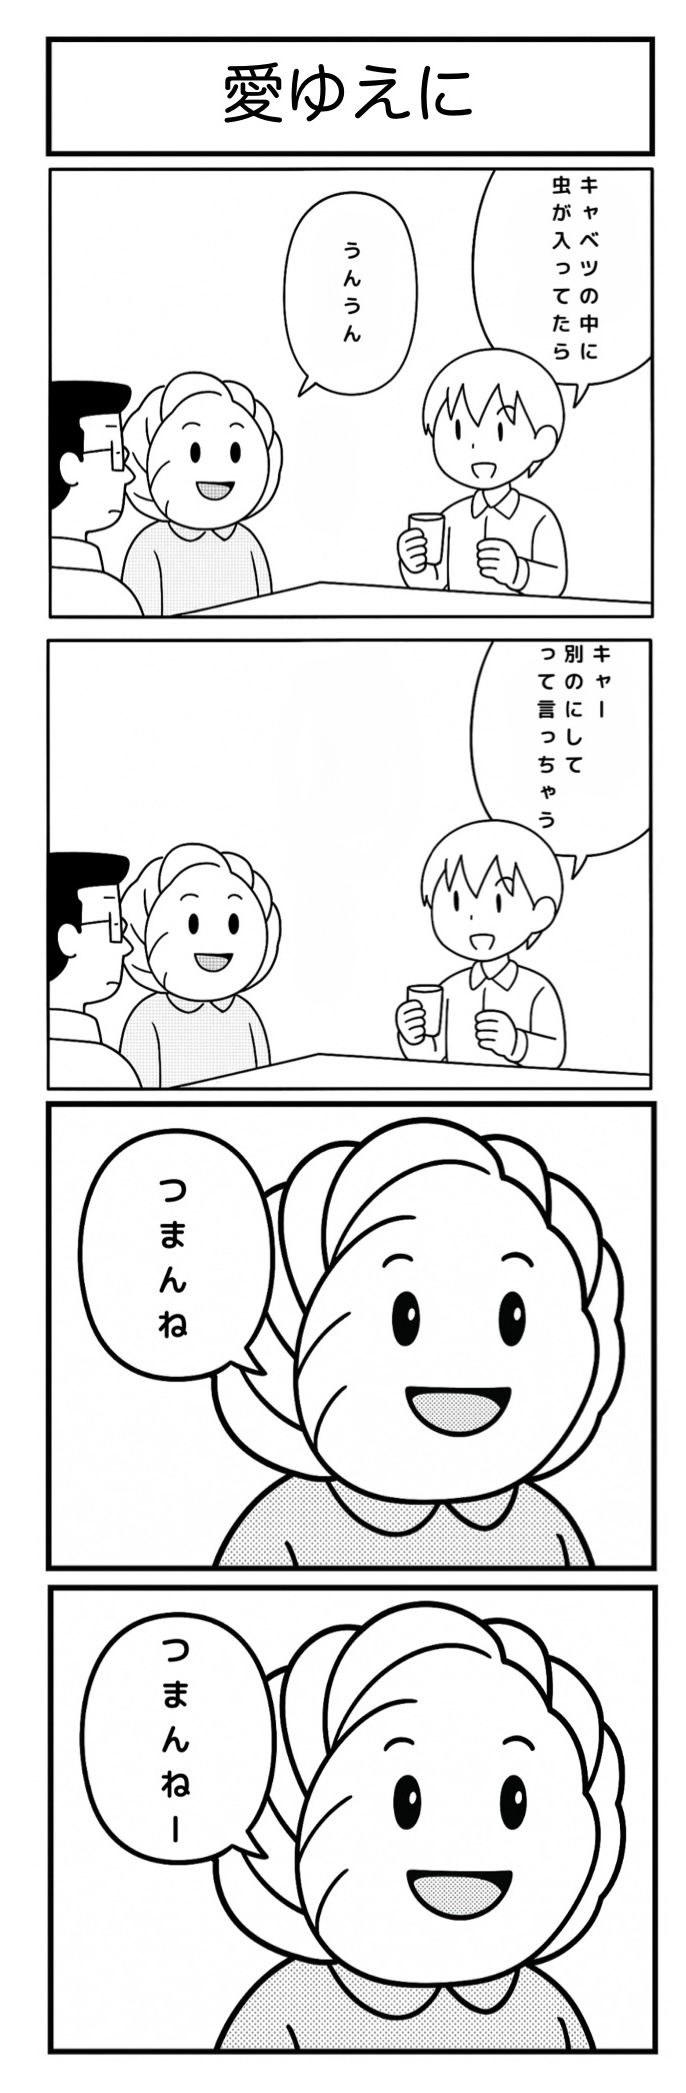 愛ゆえに
キャベツの中に
虫が入ってたら
うんうん
キャー
別のにして
って言っちゃう
つまんね
つまんねー